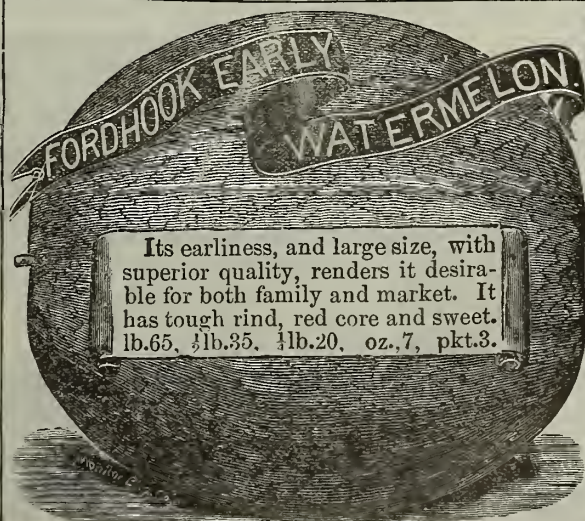 FORDHOOK EARLY
WATERMELON.
Its earliness, and large size, with
superior quality, renders it desira-
ble for both family and market. It
has tough rind, red core and sweet.
lb.65, ½lb.35, ¼lb.20, oz.,7, pkt.3.